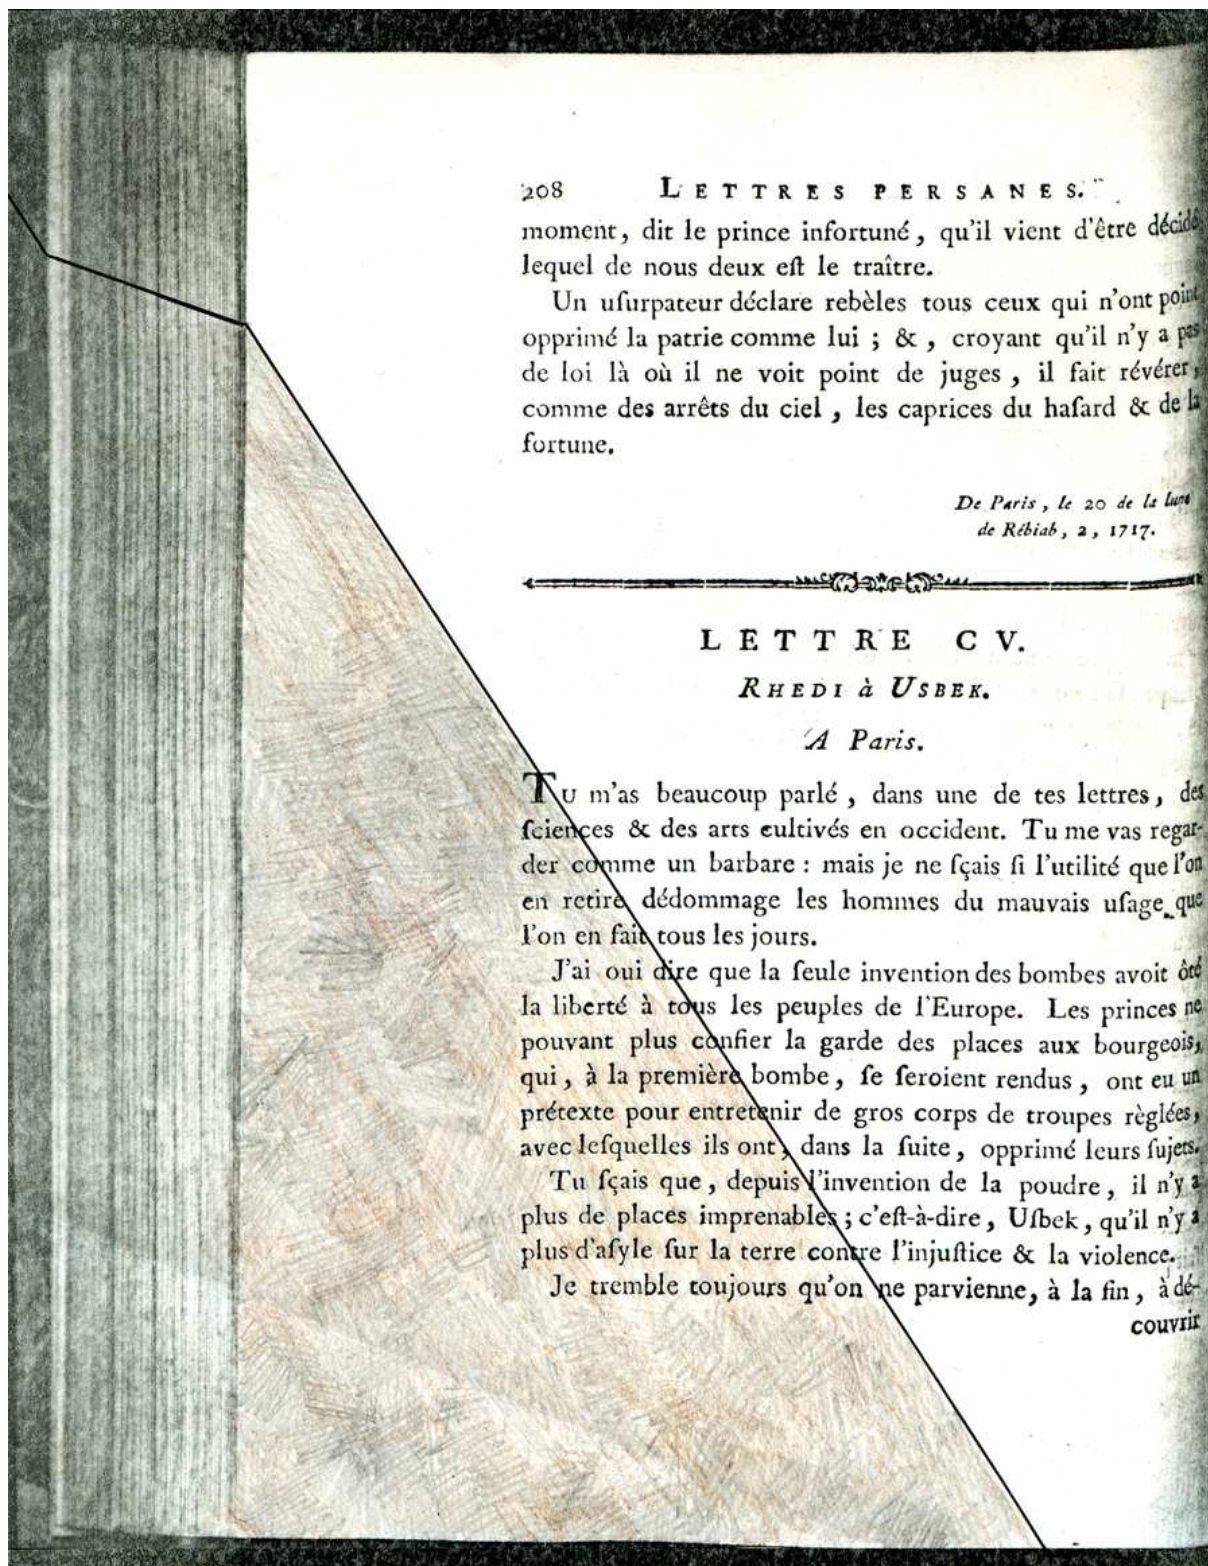 208 LETTRES PERSANES.
moment, dit le prince infortuné, qu'il vient d'être décidé
lequel de nous deux eſt le traître.
Un uſurpateur déclare rebèles tous ceux qui n'ont point
opprimé la patrie comme lui ; &, croyant qu'il n'y a pas
de loi là où il ne voit point de juges, il fait révérer,
comme des arrêts du ciel, les caprices du haſard & de la
fortune.
De Paris, le 20 de la lune
de Rébiab, 2, 1717.
LETTRE CV.
RHEDI à USBEK.
A Paris.
TU m'as beaucoup parlé, dans une de tes lettres, des
ſciences & des arts cultivés en occident. Tu me vas regar-
der comme un barbare : mais je ne ſçais ſi l'utilité que l'on
en retire dédommage les hommes du mauvais uſage que
l'on en fait tous les jours.
J'ai oui dire que la ſeule invention des bombes avoit ôté
la liberté à tous les peuples de l'Europe. Les princes ne
pouvant plus confier la garde des places aux bourgeois,
qui, à la première bombe, ſe ſeroient rendus, ont eu un
prétexte pour entretenir de gros corps de troupes règlées,
avec leſquelles ils ont, dans la ſuite, opprimé leurs ſujets.
Tu ſçais que, depuis l'invention de la poudre, il n'y a
plus de places imprenables ; c'eſt-à-dire, Uſbek, qu'il n'y a
plus d'aſyle ſur la terre contre l'injuſtice & la violence.
Je tremble toujours qu'on ne parvienne, à la fin, à dé-
couvrir